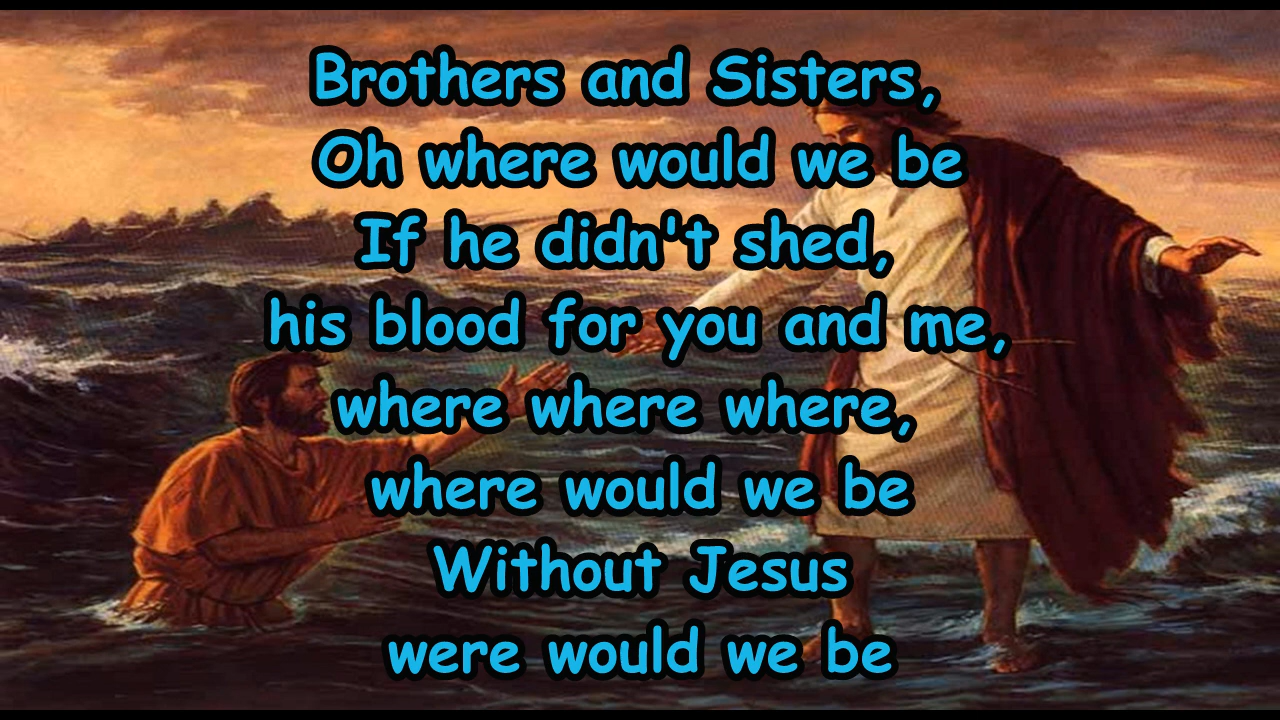 Brothers and Sisters,
Oh where would we be
If he didn't shed,
his blood for you and me,
where where where,
where would we be
Without Jesus
were would we be